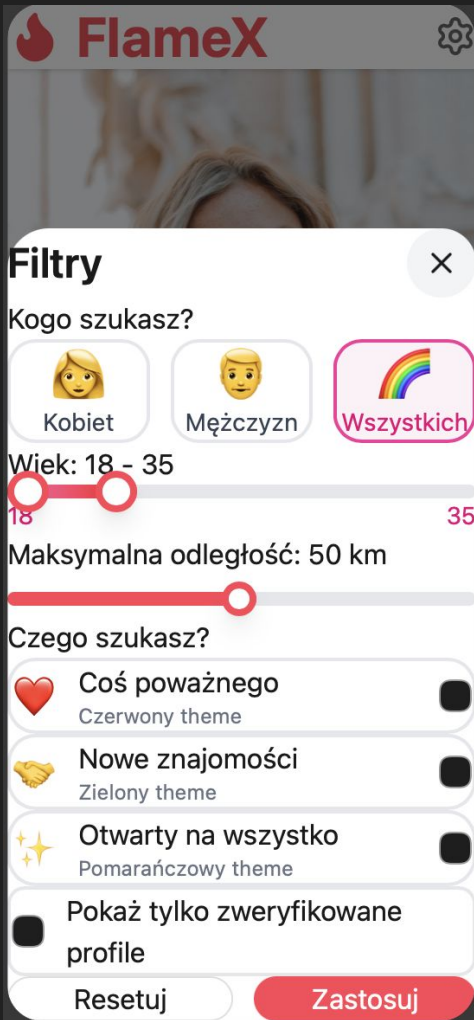 FlameX
Filtry
Kogo szukasz?
Kobiet
Mężczyzn
Wszystkich
Wiek: 18 - 35
18
35
Maksymalna odległość: 50 km
Czego szukasz?
Coś poważnego
Czerwony theme
Nowe znajomości
Zielony theme
Otwarty na wszystko
Pomarańczowy theme
Pokaż tylko zweryfikowane
profile
Resetuj
Zastosuj